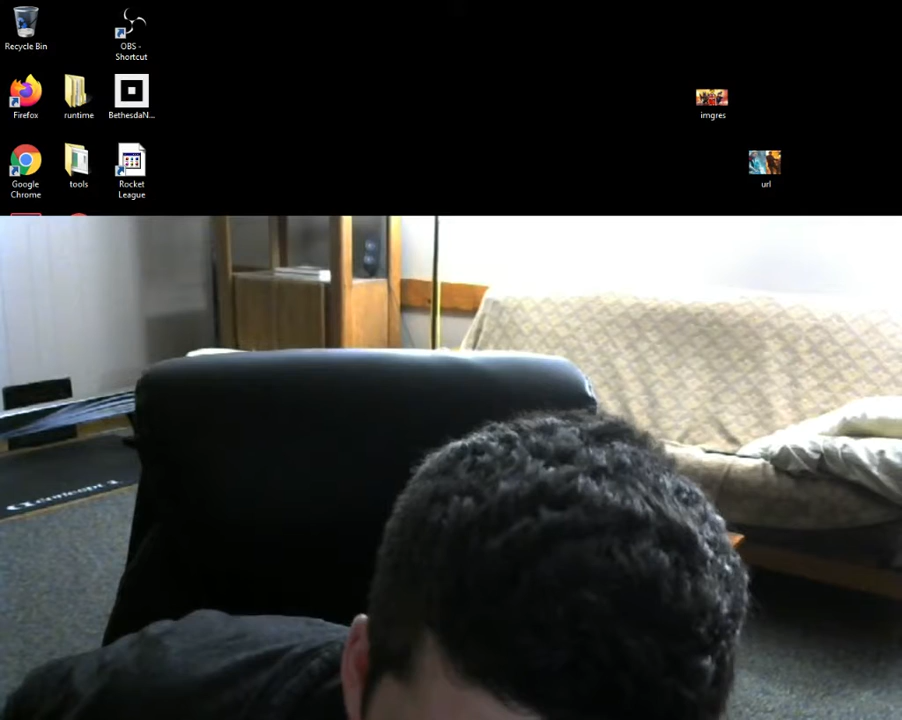 Recycle Bin
OBS -
Shortcut
Firefox
runtime
BethesdaN...
imgres
Google
Chrome
tools
Rocket
League
url